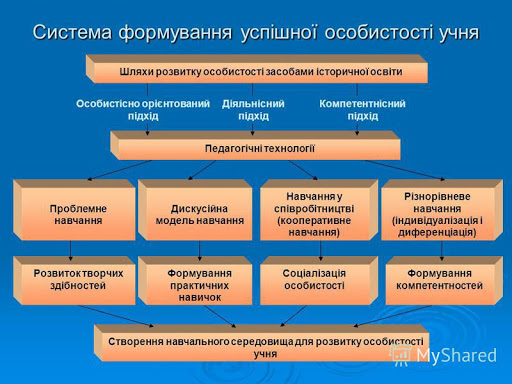 Система формування успішної особистості учня
Шляхи розвитку особистості засобами історичної освіти
Особистісно орієнтований
підхід
Діяльнісний
підхід
Компетентнісний
підхід
Педагогічні технології
Проблемне
навчання
Дискусійна
модель навчання
Навчання у
співробітництві
(кооперативне
навчання)
Різнорівневе
навчання
(індивідуалізація і
диференціація)
Розвиток творчих
здібностей
Формування
практичних
навичок
Соціалізація
особистості
Формування
компетентностей
Створення навчального середовища для розвитку особистості
учня
MyShared